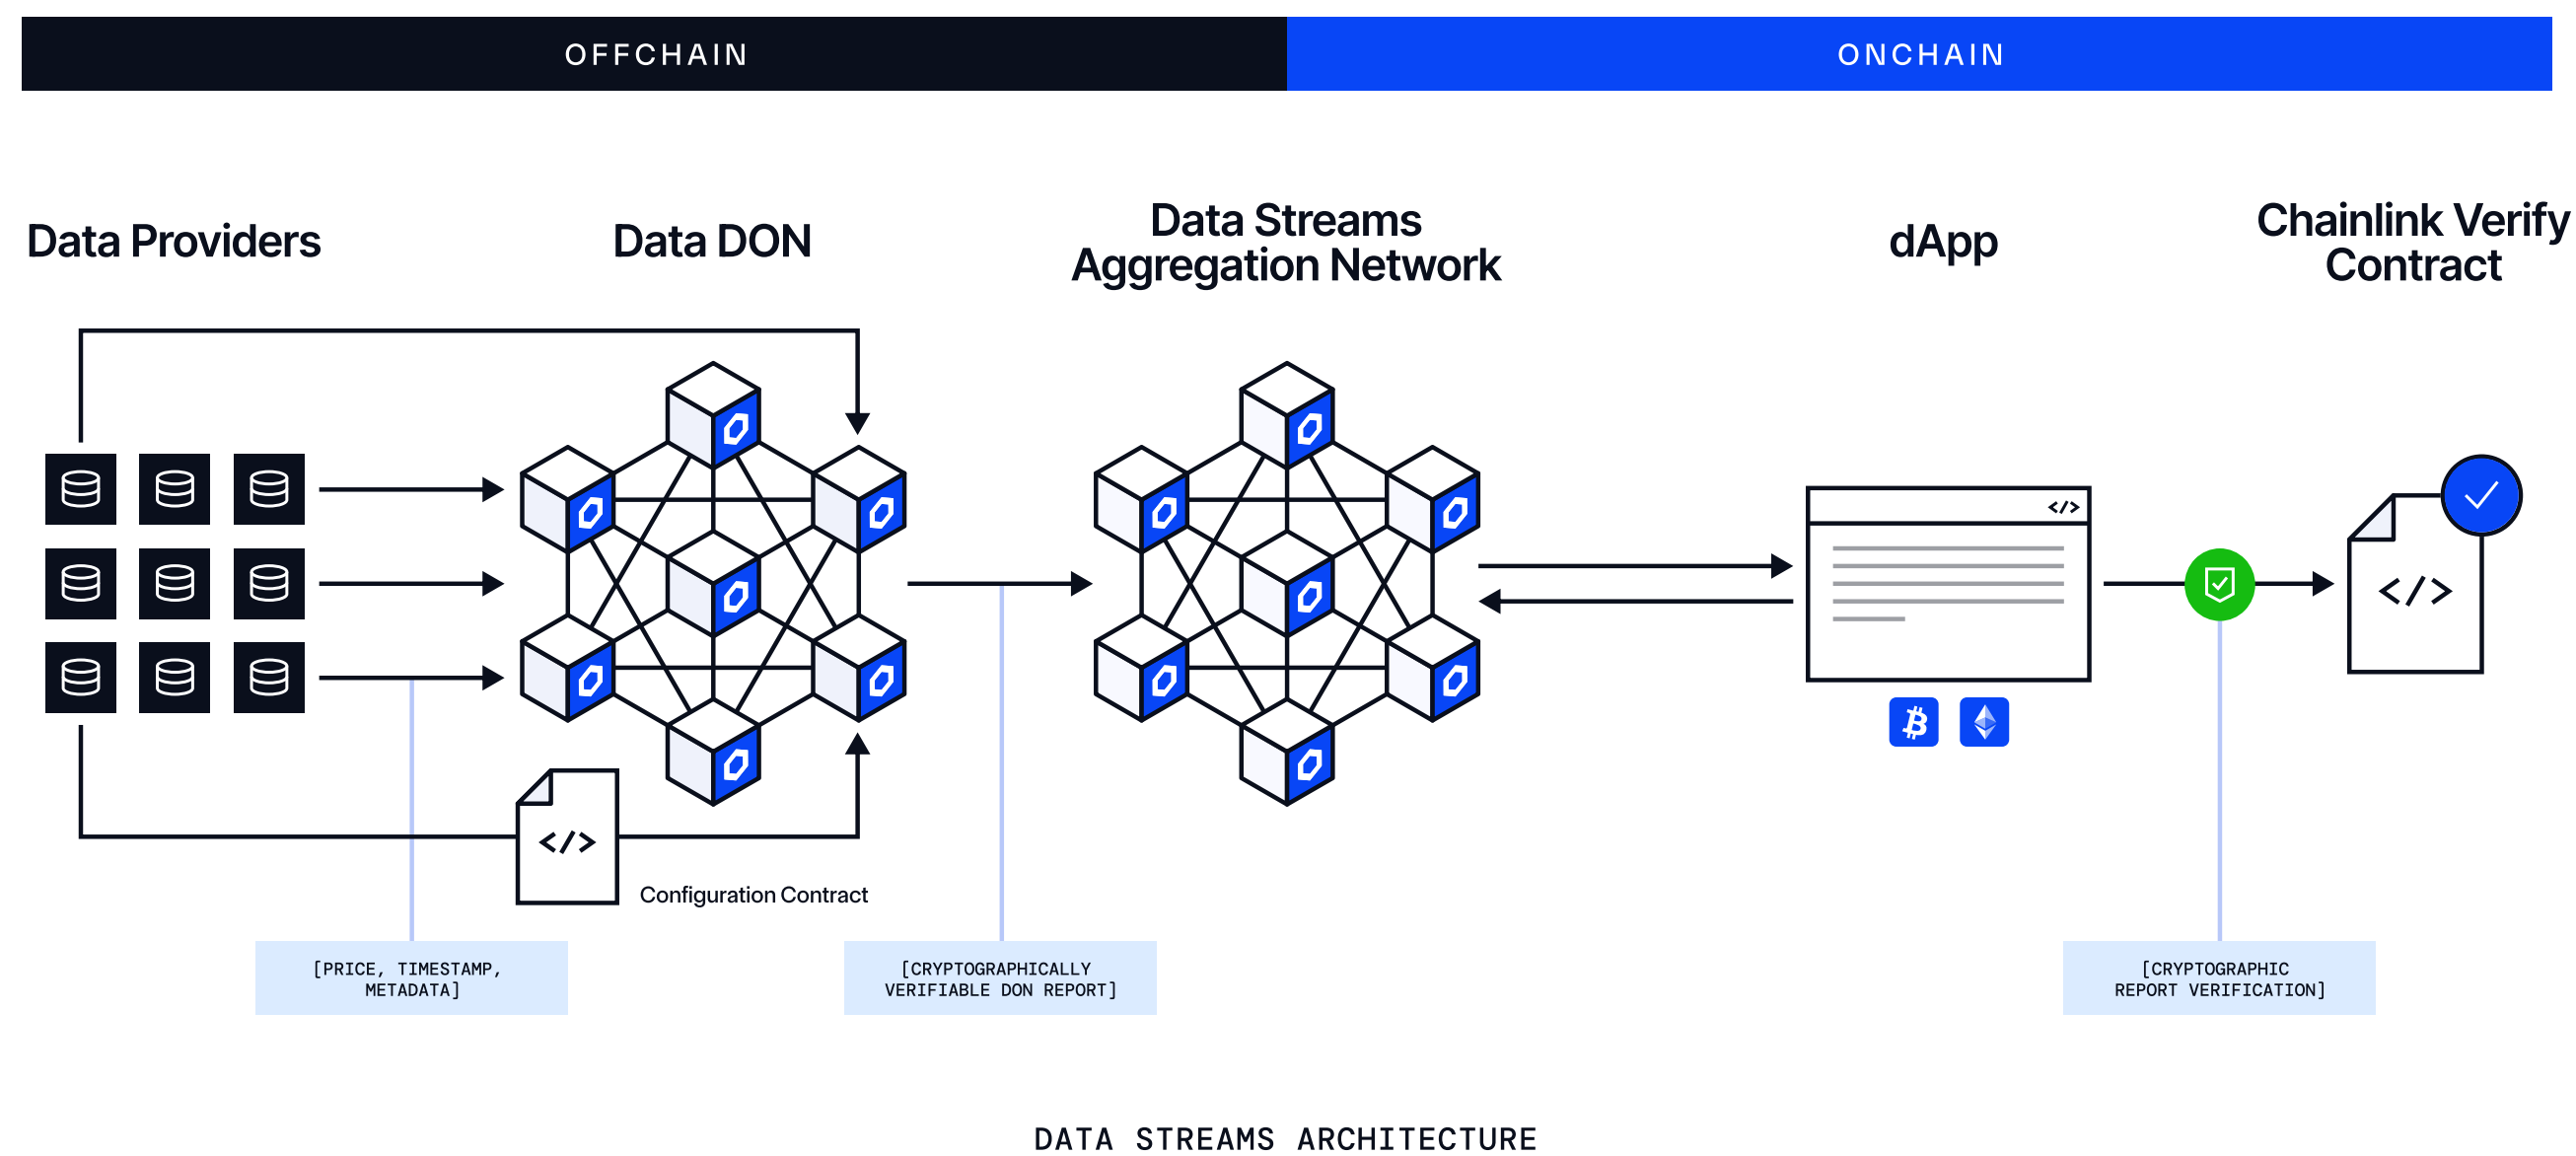 OFFCHAIN
ONCHAIN
Data Providers
Data DON
Data Streams
Aggregation Network
dApp
Chainlink Verify
Contract
</>
</>
</>
Configuration Contract
[PRICE, TIMESTAMP,
METADATA]
[CRYPTOGRAPHICALLY
VERIFIABLE DON REPORT]
[CRYPTOGRAPHIC
REPORT VERIFICATION]
DATA STREAMS ARCHITECTURE